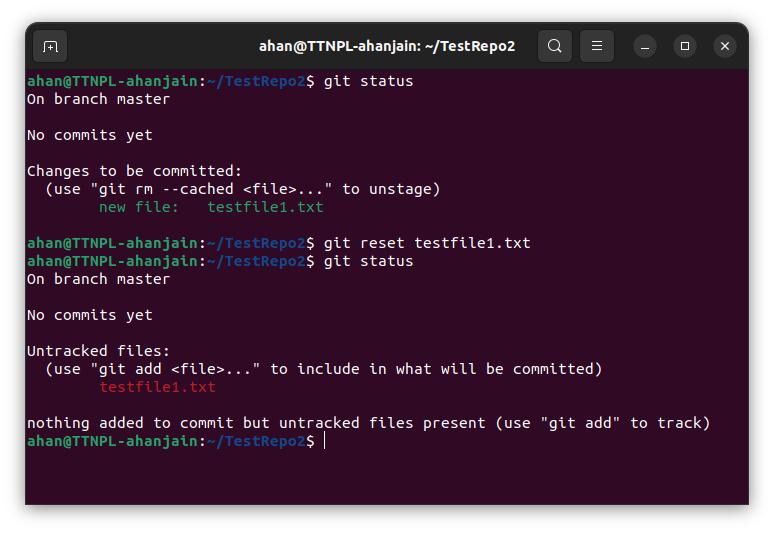 ahan@TTNPL-ahanjain: ~/TestRepo2
ahan@TTNPL-ahanjain:~/TestRepo2$ git status
On branch master
No commits yet
Changes to be committed:
  (use "git rm --cached <file>..." to unstage)
        new file:   testfile1.txt
ahan@TTNPL-ahanjain:~/TestRepo2$ git reset testfile1.txt
ahan@TTNPL-ahanjain:~/TestRepo2$ git status
On branch master
No commits yet
Untracked files:
  (use "git add <file>..." to include in what will be committed)
        testfile1.txt
nothing added to commit but untracked files present (use "git add" to track)
ahan@TTNPL-ahanjain:~/TestRepo2$